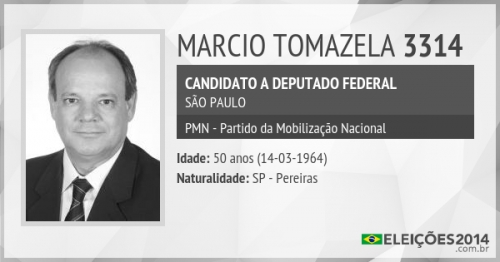 MARCIO TOMAZELA 3314
CANDIDATO A DEPUTADO FEDERAL
SÃO PAULO
PMN - Partido da Mobilização Nacional
Idade: 50 anos (14-03-1964)
Naturalidade: SP - Pereiras
ELEIÇÕES2014
.com.br